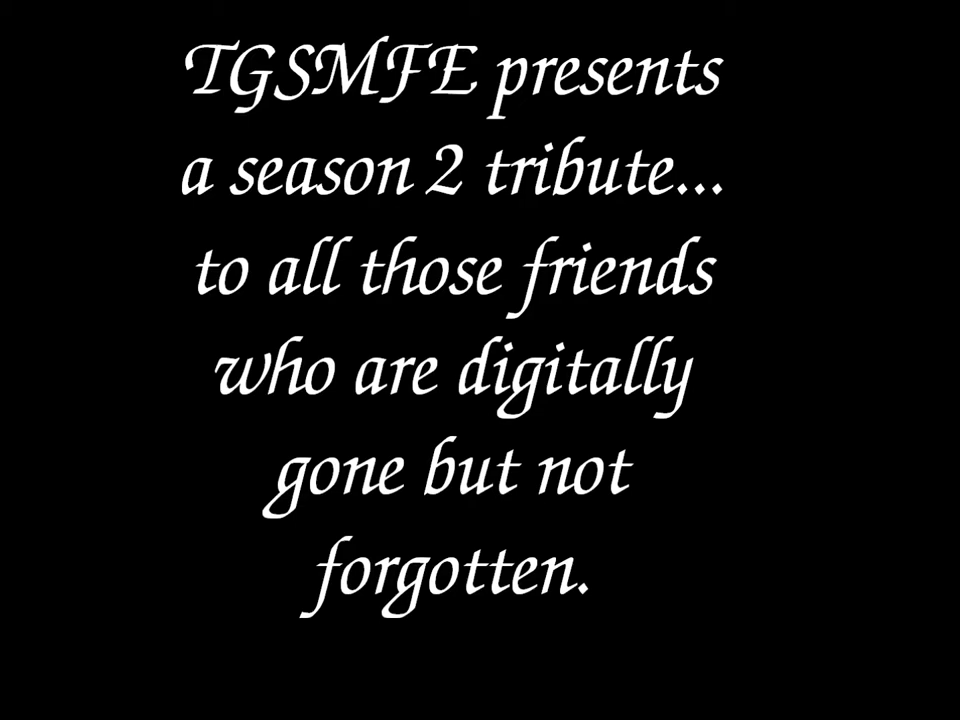 TGSMFE presents
a season 2 tribute...
to all those friends
who are digitally
gone but not
forgotten.